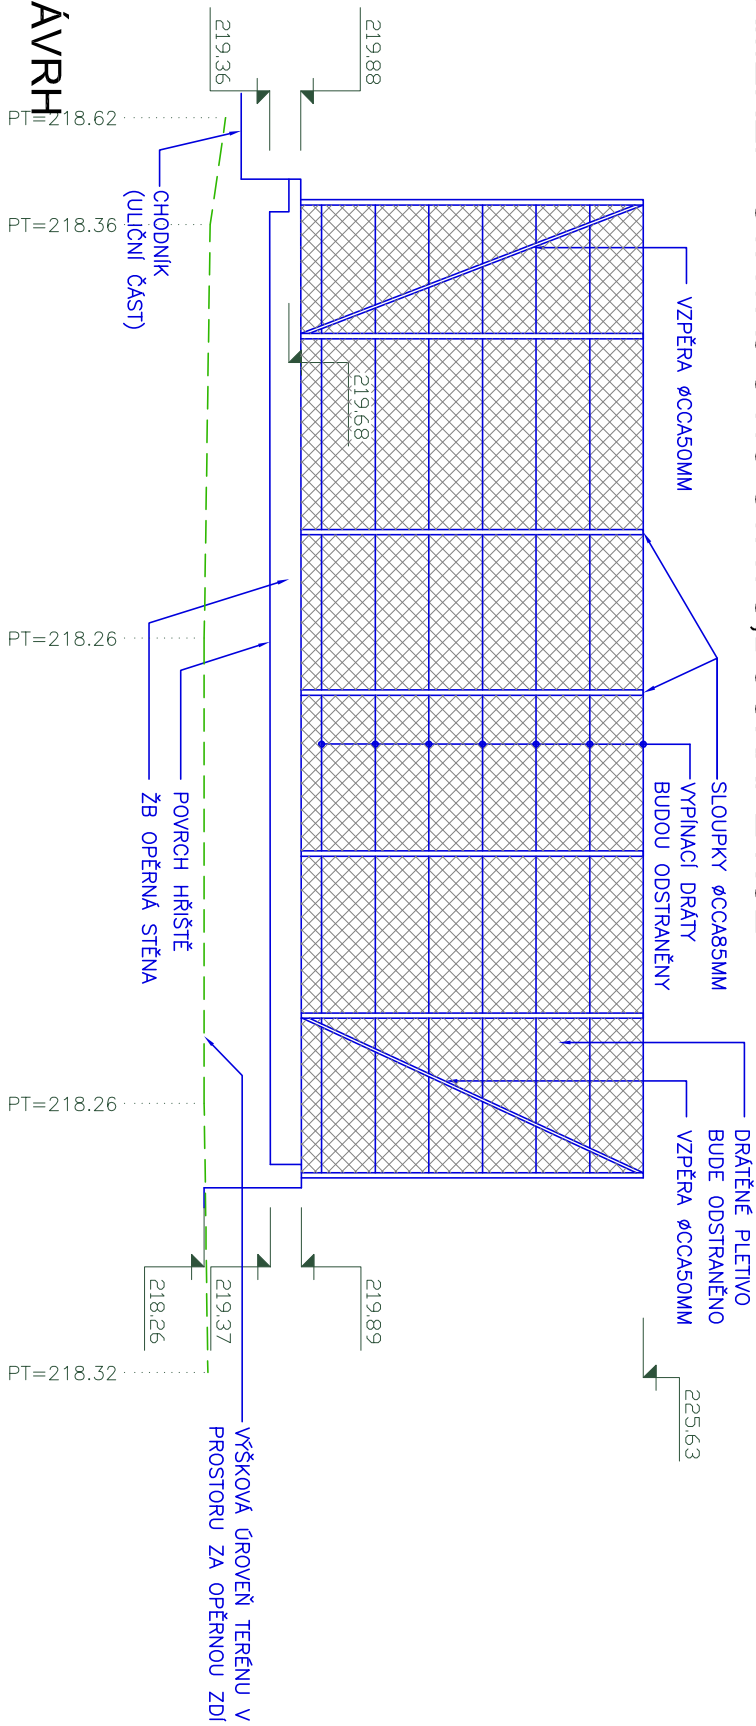 DRÁTĚNÉ PLETIVO
BUDE ODSTRANĚNO
VZPĚRA ØCCA50MM
SLOUPKY ØCCA85MM
VYPÍNACÍ DRÁTY
BUDOU ODSTRANĚNY
VZPĚRA ØCCA50MM
225.63
219.88
219.68
219.89
219.36
219.37
218.26
CHODNÍK
(ULIČNÍ ČÁST)
POVRCH HŘIŠTĚ
ŽB OPĚRNÁ STĚNA
VÝŠKOVÁ ÚROVEŇ TERÉNU V
PROSTORU ZA OPĚRNOU ZDÍ
PT=218.62
PT=218.36
PT=218.26
PT=218.26
PT=218.32
ÁVRH